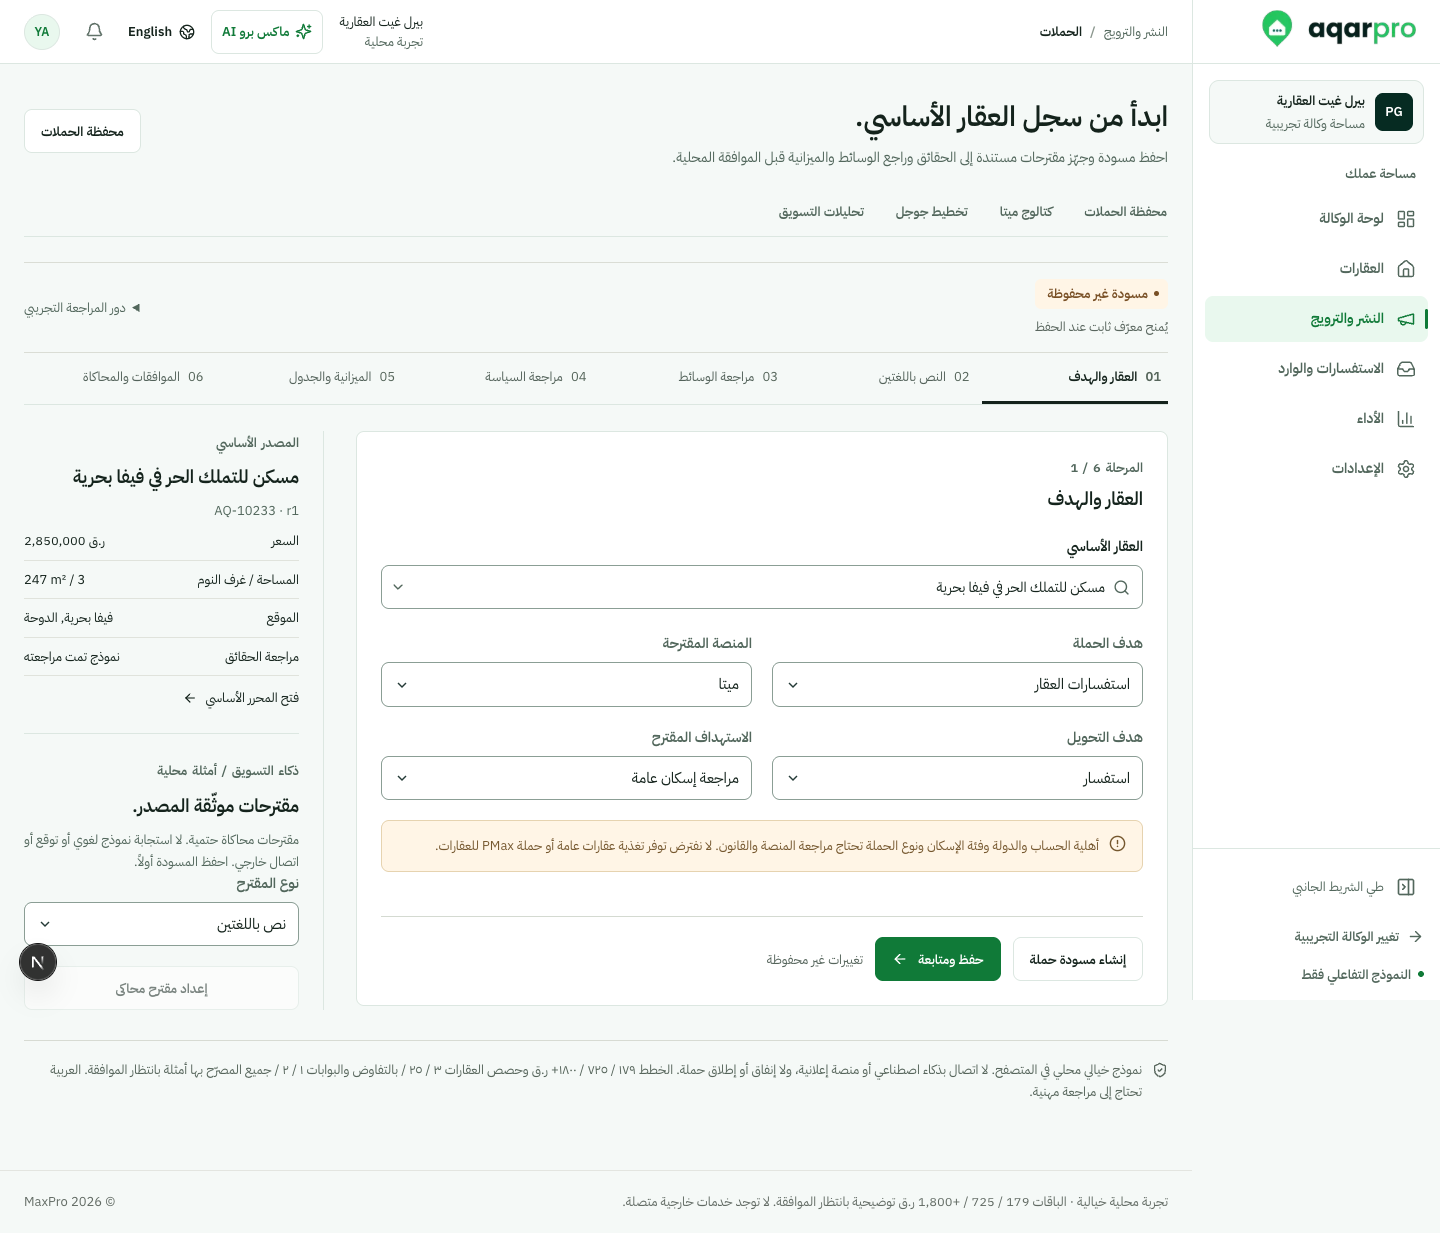 aqarpro
PG
بيرل غيت العقارية
مساحة وكالة تجريبية
مساحة عملك
لوحة الوكالة
العقارات
النشر والترويج
الاستفسارات والوارد
الأداء
الإعدادات
طي الشريط الجانبي
تغيير الوكالة التجريبية
النموذج التفاعلي فقط
النشر والترويج / الحملات
بيرل غيت العقارية
تجربة محلية
ماكس برو AI
English
YA
ابدأ من سجل العقار الأساسي.
احفظ مسودة وجهّز مقترحات مستندة إلى الحقائق وراجع الوسائط والميزانية قبل الموافقة المحلية.
محفظة الحملات
محفظة الحملات
كتالوج ميتا
تخطيط جوجل
تحليلات التسويق
مسودة غير محفوظة
يُمنح معرّف ثابت عند الحفظ
دور المراجعة التجريبي
01 العقار والهدف
02 النص باللغتين
03 مراجعة الوسائط
04 مراجعة السياسة
05 الميزانية والجدول
06 الموافقات والمحاكاة
المرحلة 6 / 1
العقار والهدف
العقار الأساسي
مسكن للتملك الحر في فيفا بحرية
هدف الحملة
استفسارات العقار
المنصة المقترحة
ميتا
هدف التحويل
استفسار
الاستهداف المقترح
مراجعة إسكان عامة
أهلية الحساب والدولة وفئة الإسكان ونوع الحملة تحتاج مراجعة المنصة والقانون. لا نفترض توفر تغذية عقارات عامة أو حملة PMax للعقارات.
إنشاء مسودة حملة
حفظ ومتابعة
تغييرات غير محفوظة
المصدر الأساسي
مسكن للتملك الحر في فيفا بحرية
AQ-10233 · r1
السعر
ر.ق 2,850,000
المساحة / غرف النوم
247 m² / 3
الموقع
فيفا بحرية, الدوحة
مراجعة الحقائق
نموذج تمت مراجعته
فتح المحرر الأساسي
ذكاء التسويق / أمثلة محلية
مقترحات موثّقة المصدر.
مقترحات محاكاة حتمية. لا استجابة نموذج لغوي أو توقع أو
اتصال خارجي. احفظ المسودة أولاً.
نوع المقترح
نص باللغتين
إعداد مقترح محاكى
N
نموذج خيالي محلي في المتصفح. لا اتصال بذكاء اصطناعي أو منصة إعلانية، ولا إنفاق أو إطلاق حملة. الخطط ١٧٩ / ٧٢٥ / ١٨٠٠+ ر.ق وحصص العقارات ٣ / ٢٥ / بالتفاوض والبوابات ١ / ٢ / جميع المصرّح بها أمثلة بانتظار الموافقة. العربية
تحتاج إلى مراجعة مهنية.
تجربة محلية خيالية · الباقات 179 / 725 / +1,800 ر.ق توضيحية بانتظار الموافقة. لا توجد خدمات خارجية متصلة.
© 2026 MaxPro